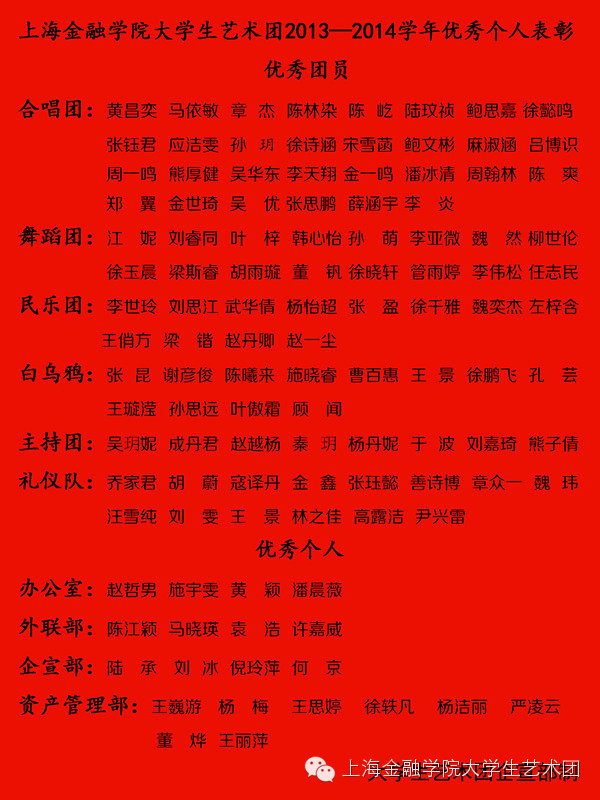 上海金融学院大学生艺术团2013—2014学年优秀个人表彰
优秀团员
合唱团：黄昌奕 马依敏 章 杰 陈林染 陈 屹 陆玟祯 鲍思嘉 徐懿鸣
张钰君 应洁雯 孙 玥 徐诗涵 宋雪菡 鲍文彬 麻淑涵 吕博识
周一鸣 熊厚健 吴华东 李天翔 金一鸣 潘冰清 周翰林 陈 爽
郑 翼 金世琦 吴 优 张思鹏 薛涵宇 李 炎
舞蹈团：江 妮 刘睿同 叶 梓 韩心怡 孙 萌 李亚微 魏 然 柳世伦
徐玉晨 梁斯睿 胡雨璇 董 钒 徐晓轩 管雨婷 李伟松 任志民
民乐团：李世玲 刘思江 武华倩 杨怡超 张 盈 徐干雅 魏奕杰 左梓含
王俏方 梁 锴 赵丹卿 赵一尘
白乌鸦：张 昆 谢彦俊 陈曦来 施晓睿 曹百惠 王 景 徐鹏飞 孔 芸
王璇滢 孙思远 叶傲霜 顾 闻
主持团：吴玥妮 成丹君 赵越杨 秦 玥 杨丹妮 于 波 刘嘉琦 熊子倩
礼仪队：乔家君 胡 蔚 寇译丹 金 鑫 张珏懿 善诗博 章众一 魏 玮
汪雪纯 刘 雯 王 景 林之佳 高露洁 尹兴雷
优秀个人
办公室：赵哲男 施宇雯 黄 颖 潘晨薇
外联部：陈江颖 马晓瑛 袁 浩 许嘉威
企宣部：陆 承 刘 冰 倪玲萍 何 京
资产管理部：王巍游 杨 梅 王思婷 徐轶凡 杨洁丽 严凌云
董 烨 王丽萍
大学生艺术团企宣部制
上海金融学院大学生艺术团